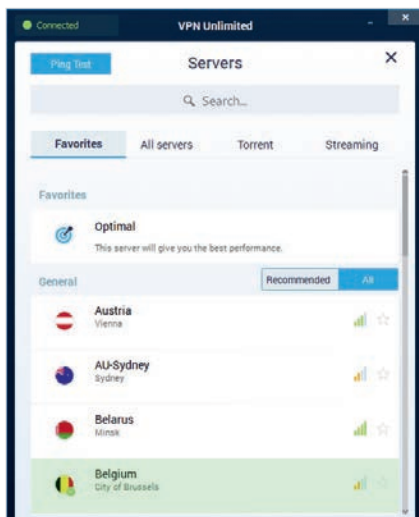 Connected
VPN Unlimited
Ping Test
Servers
Search...
Favorites All servers Torrent Streaming
Favorites
Optimal
This server will give you the best performance.
General
Recommended All
Austria
Vienna
AU-Sydney
Sydney
Belarus
Minsk
Belgium
City of Brussels